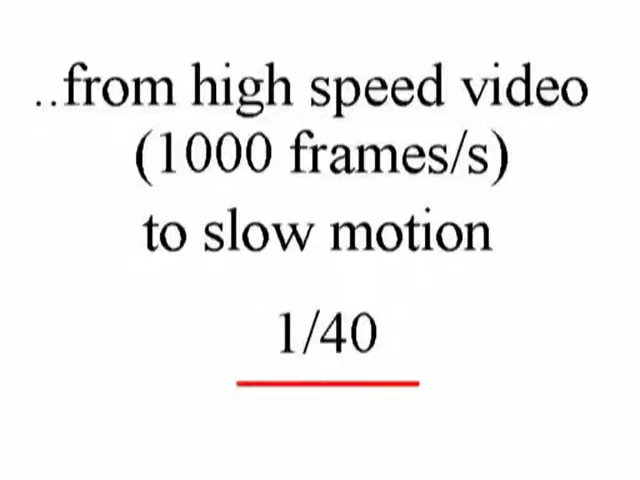 ..from high speed video
(1000 frames/s)
to slow motion
1/40